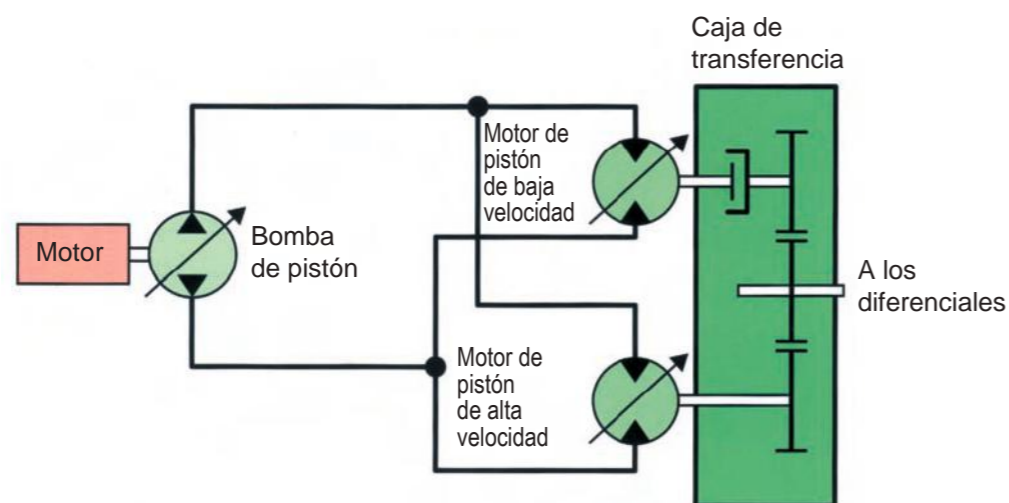 Caja de
transferencia
Motor de
pistón
de baja
velocidad
Motor
Bomba
de pistón
A los
diferenciales
Motor de
pistón
de alta
velocidad